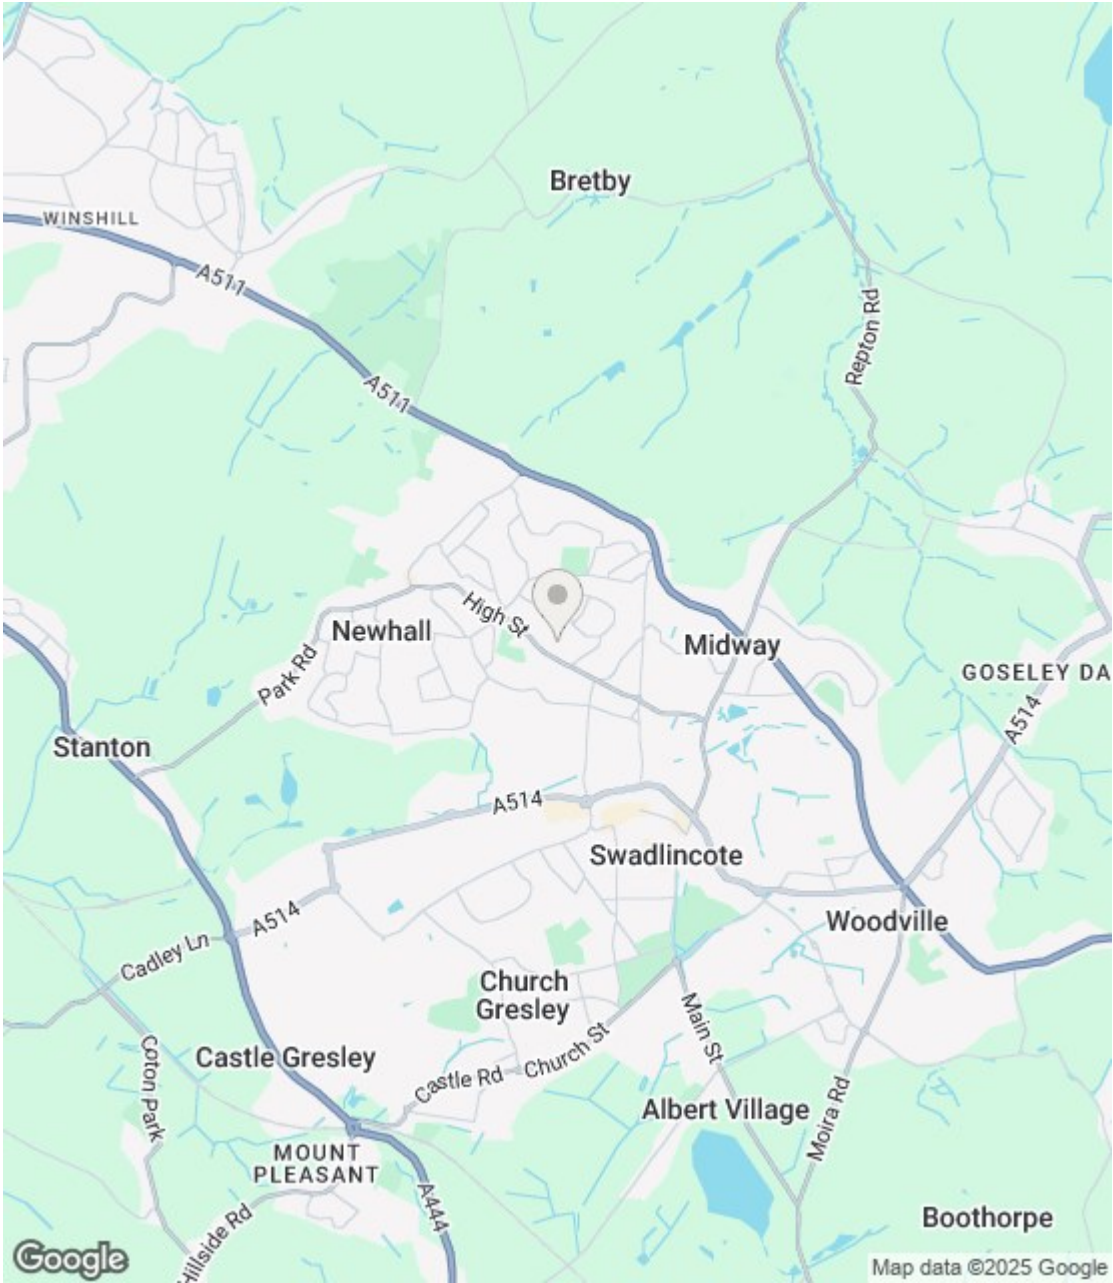 Bretby
WINSHILL
A511
Repton Rd
A511
High St
Newhall
Midway
Park Rd
GOSELEY DA
A514
Stanton
A514
Swadlincote
A514
Woodville
Cadley Ln
Church
Gresley
Main St
Church St
Coton Park
Castle Gresley
Castle Rd
Albert Village
Moira Rd
MOUNT
PLEASANT
A444
Hillside Rd
Boothorpe
Google
Map data ©2025 Google